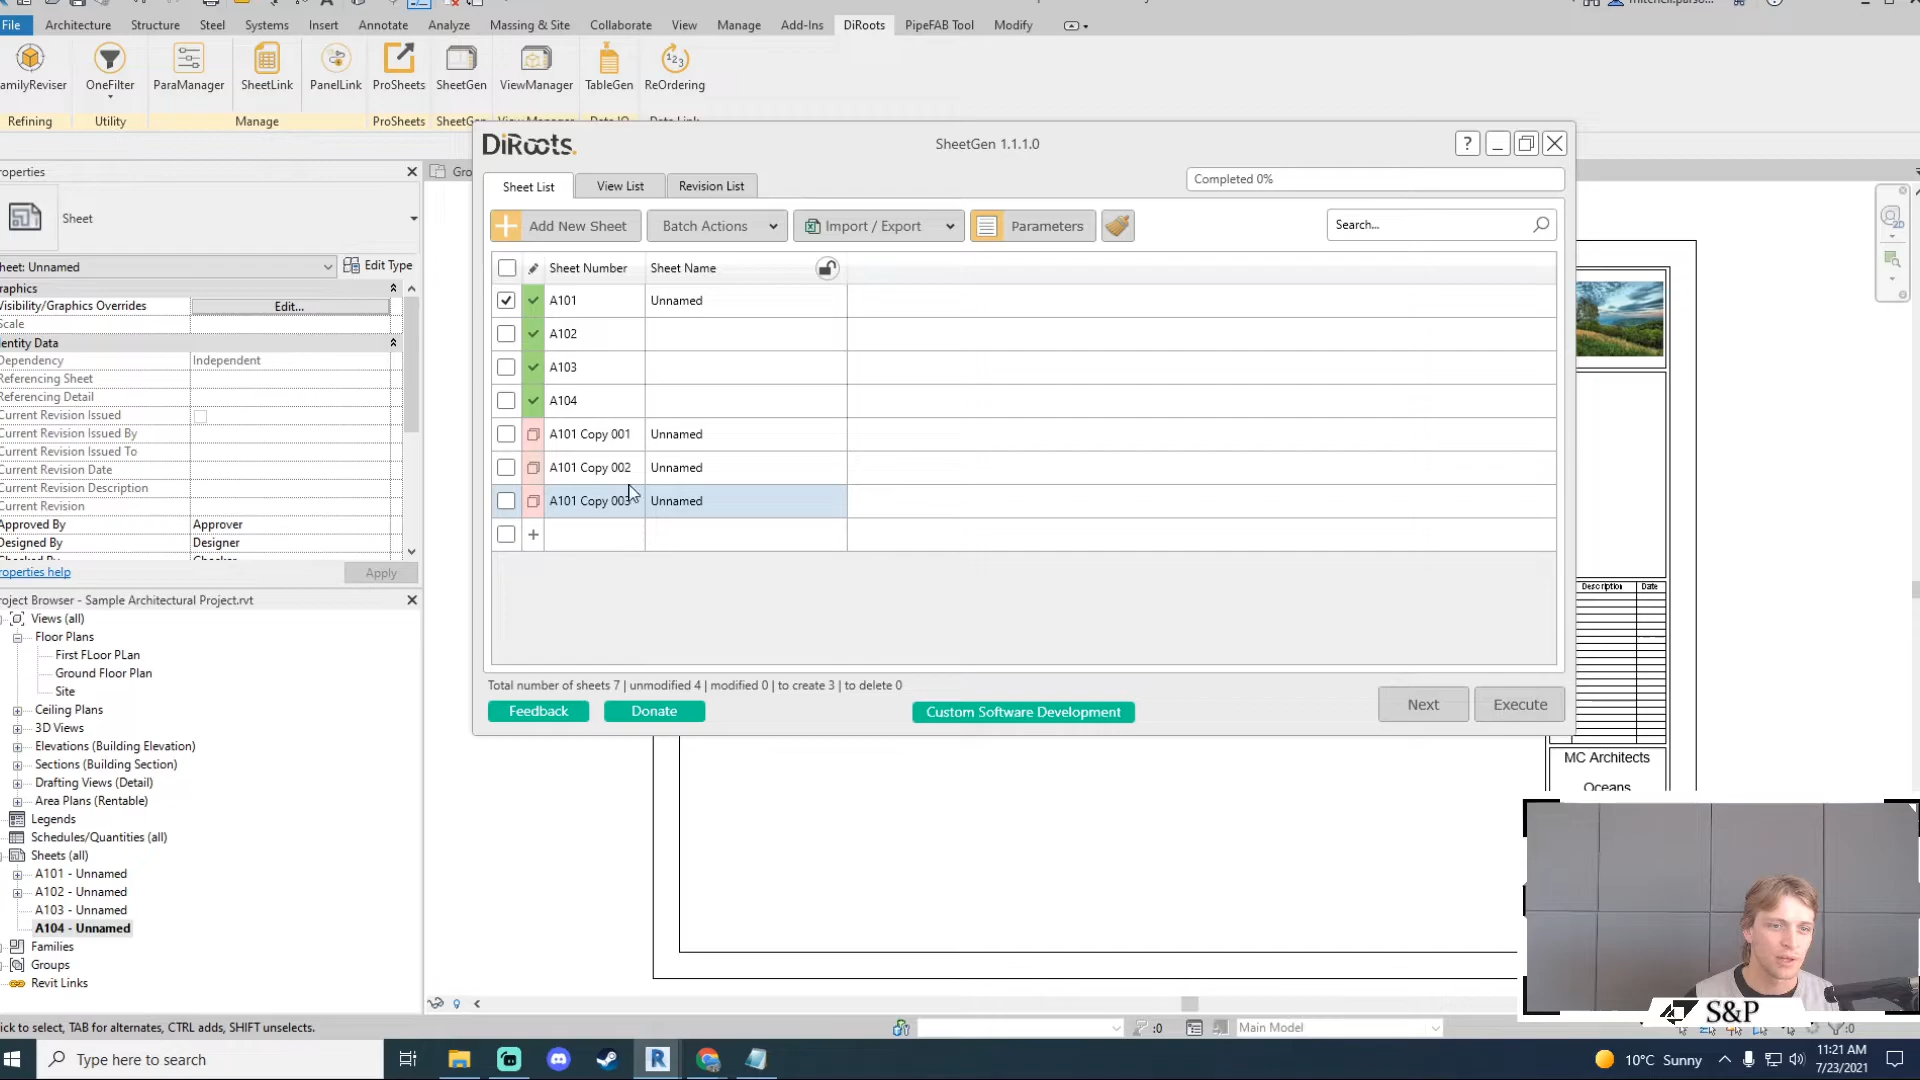 File Architecture Structure Steel Systems Insert Annotate Analyze Massing & Site Collaborate View Manage Add-Ins DiRoots PipeFAB Tool Modify
amilyReviser OneFilter ParaManager SheetLink PanelLink ProSheets SheetGen ViewManager TableGen ReOrdering
Refining Utility Manage ProSheets SheetGen
DiRoots.
SheetGen 1.1.1.0
? _
roperties
Gro
Sheet
heet: Unnamed
Edit Type
raphics
isibility/Graphics Overrides Edit...
Scale
entity Data
Dependency Independent
Referencing Sheet
Referencing Detail
Current Revision Issued
Current Revision Issued By
Current Revision Issued To
Current Revision Date
Current Revision Description
Current Revision
Approved By Approver
Designed By Designer
roperties help
Apply
Sheet List View List Revision List
Completed 0%
Add New Sheet Batch Actions Import / Export Parameters
Search...
Sheet Number Sheet Name
A101 Unnamed
A102
A103
A104
A101 Copy 001 Unnamed
A101 Copy 002 Unnamed
A101 Copy 003 Unnamed
Total number of sheets 7 | unmodified 4 | modified 0 | to create 3 | to delete 0
Feedback Donate Custom Software Development Next Execute
Description Date
MC Architects
Oceans
roject Browser - Sample Architectural Project.rvt
Views (all)
Floor Plans
First FLoor PLan
Ground Floor Plan
Site
Ceiling Plans
3D Views
Elevations (Building Elevation)
Sections (Building Section)
Drafting Views (Detail)
Area Plans (Rentable)
Legends
Schedules/Quantities (all)
Sheets (all)
A101 - Unnamed
A102 - Unnamed
A103 - Unnamed
A104 - Unnamed
Families
Groups
Revit Links
S&P
ick to select, TAB for alternates, CTRL adds, SHIFT unselects.
:0
Main Model
:0
Type here to search
10°C Sunny
11:21 AM
7/23/2021